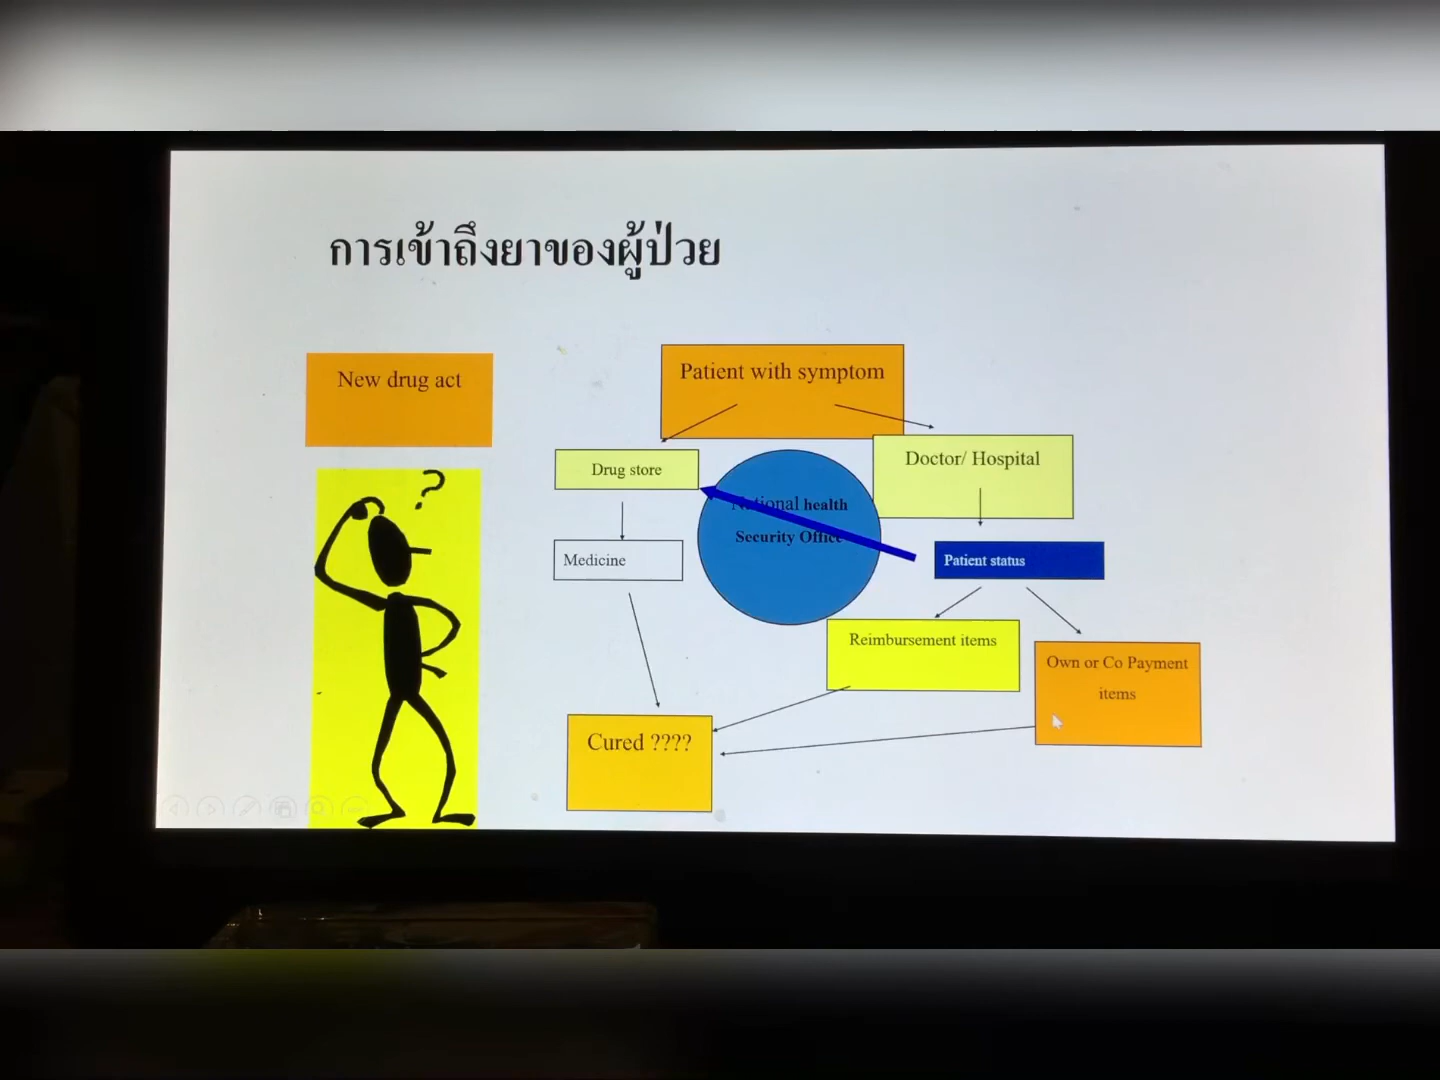 การเข้าถึงยาของผู้ป่วย
New drug act
?
Patient with symptom
Drug store
Doctor/ Hospital
National health
Security Office
Medicine
Patient status
Reimbursement items
Own or Co Payment
items
Cured ????